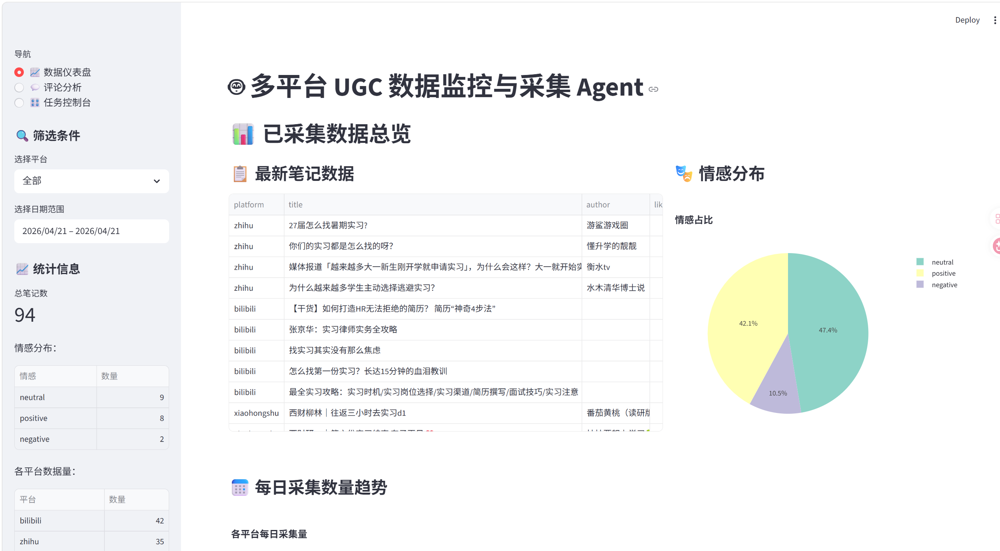 Deploy
导航
数据仪表盘
评论分析
任务控制台
筛选条件
选择平台
全部
选择日期范围
2026/04/21 – 2026/04/21
统计信息
总笔记数
94
情感分布：
情感 数量
neutral 9
positive 8
negative 2
各平台数据量：
平台 数量
bilibili 42
zhihu 35
多平台 UGC 数据监控与采集 Agent
已采集数据总览
最新笔记数据
platform title author lik
zhihu 27届怎么找暑期实习? 游鲨游戏圈
zhihu 你们的实习都是怎么找的呀？ 懂升学的靓靓
zhihu 媒体报道「越来越多大一新生刚开学就申请实习」，为什么会这样？大一就开始实 衡水tv
zhihu 为什么越来越多学生主动选择逃避实习？ 水木清华博士说
bilibili 【干货】如何打造HR无法拒绝的简历？ 简历“神奇4步法”
bilibili 张京华：实习律师实务全攻略
bilibili 找实习其实没有那么焦虑
bilibili 怎么找第一份实习？长达15分钟的血泪教训
bilibili 最全实习攻略：实习时机/实习岗位选择/实习渠道/简历撰写/面试技巧/实习注意
xiaohongshu 西财柳林｜往返三小时去实习d1 番茄黄桃（读研版
情感分布
情感占比
42.1%
47.4%
10.5%
neutral
positive
negative
每日采集数量趋势
各平台每日采集量